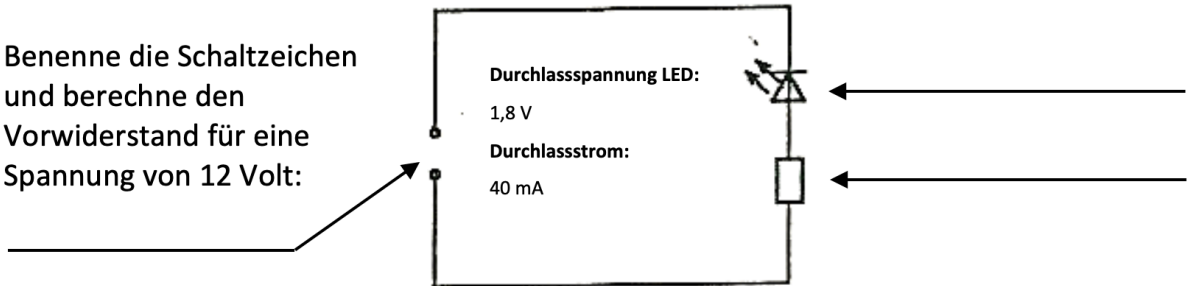 Benenne die Schaltzeichen
und berechne den
Vorwiderstand für eine
Spannung von 12 Volt:
Durchlassspannung LED:
1,8 V
Durchlassstrom:
40 mA